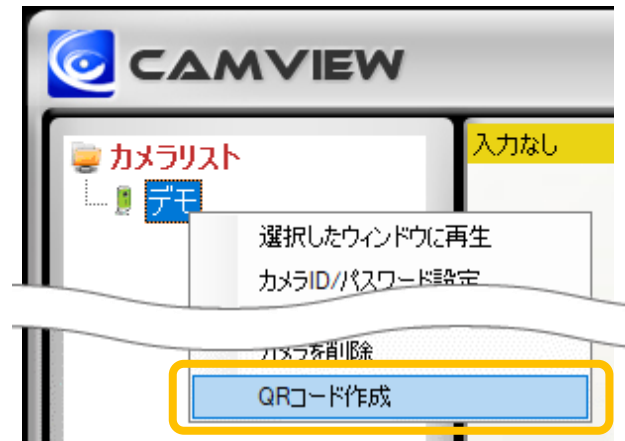 CAMVIEW
カメラリスト
入力なし
デモ
選択したウィンドウに再生
カメラID/パスワード設定
カメラを削除
QRコード作成